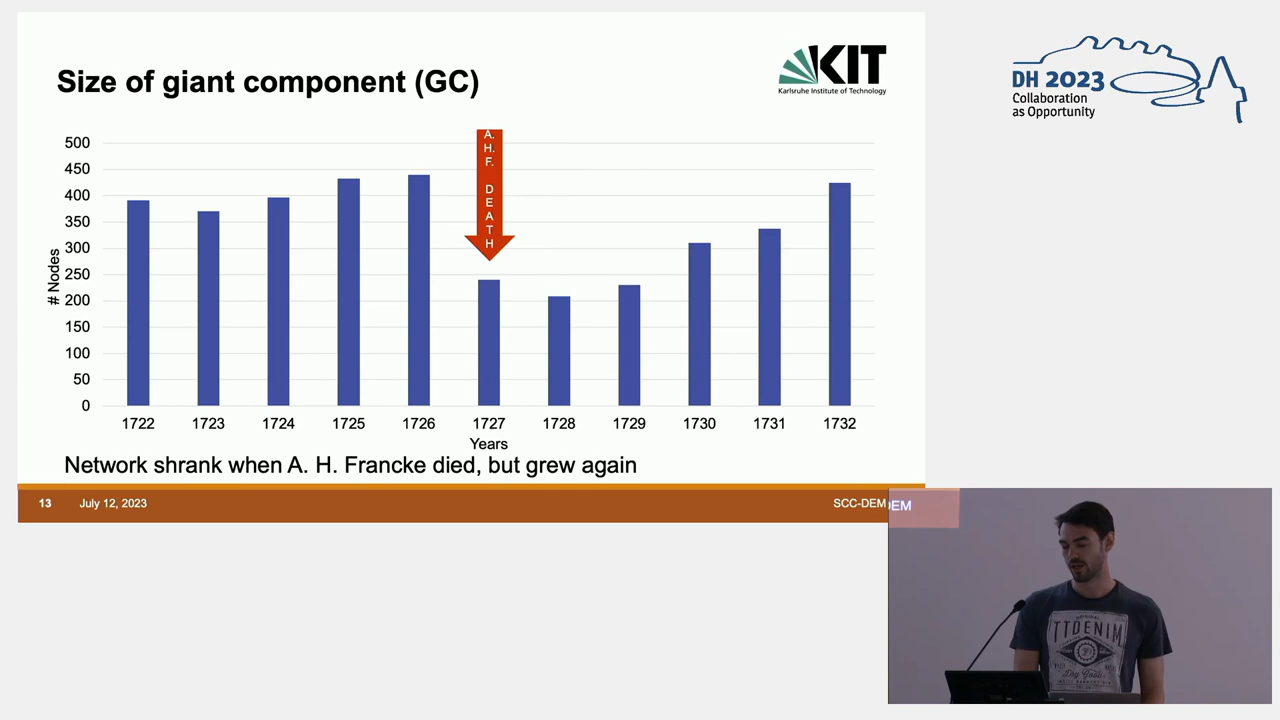 Size of giant component (GC)
KIT
Karlsruhe Institute of Technology
DH 2023
Collaboration
as Opportunity
500
450
400
350
300
250
200
150
100
50
0
# Nodes
A.
H.
F.
D
E
A
T
H
1722 1723 1724 1725 1726 1727 1728 1729 1730 1731 1732
Years
Network shrank when A. H. Francke died, but grew again
13 July 12, 2023 SCC-DEM
DEM
TTDENIM